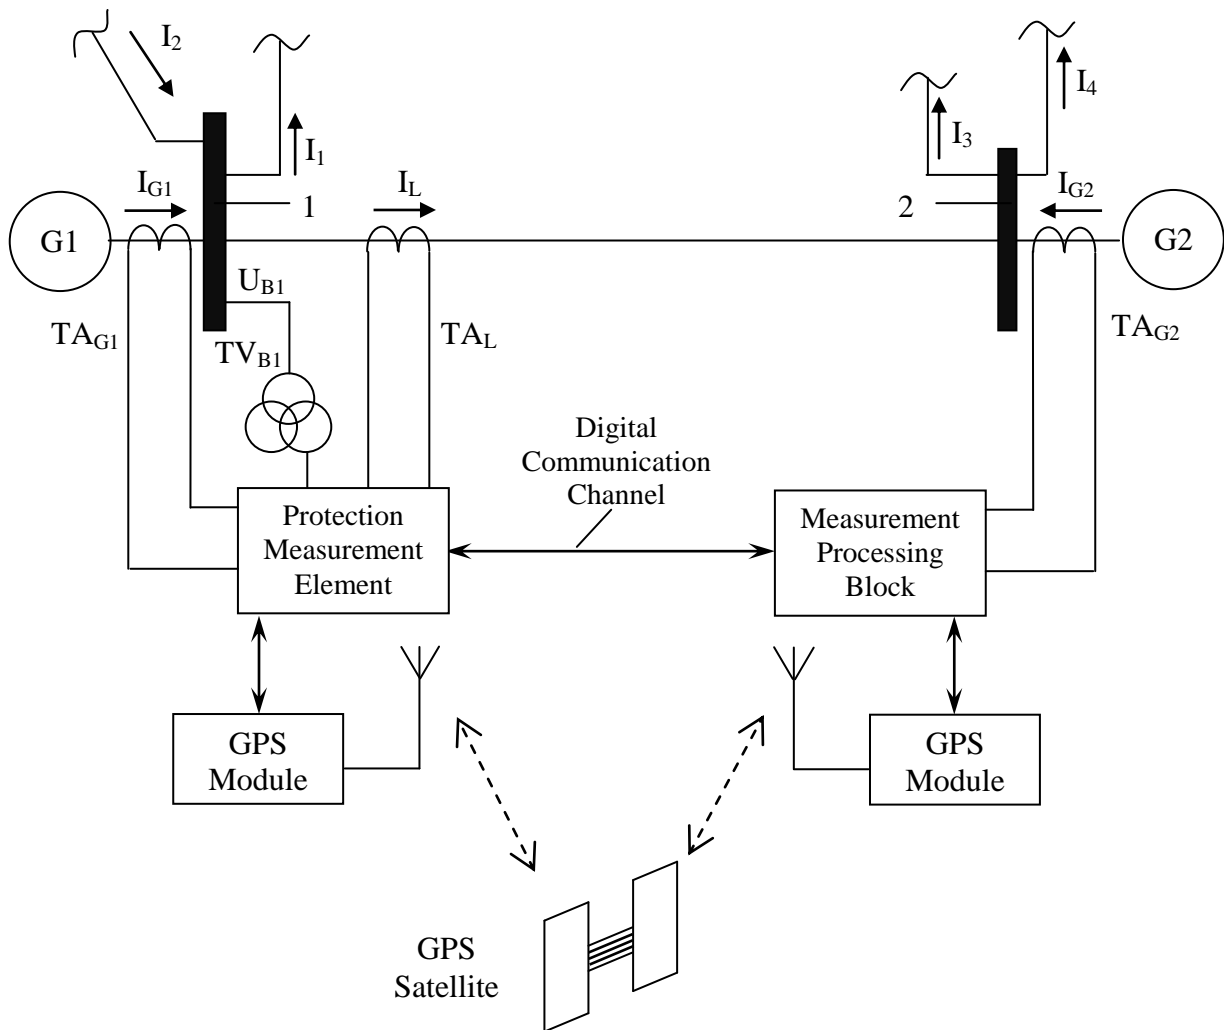 I2
I1
I3
I4
IG1
IL
IG2
1
2
G1
G2
UB1
TAG1
TVB1
TAL
TAG2
Digital
Communication
Channel
Protection
Measurement
Element
Measurement
Processing
Block
GPS
Module
GPS
Module
GPS
Satellite